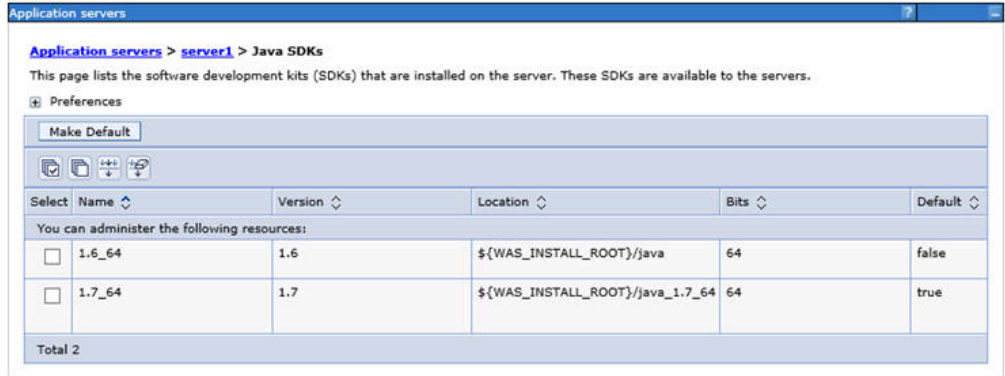 Application servers ? –
Application servers > server1 > Java SDKs
This page lists the software development kits (SDKs) that are installed on the server. These SDKs are available to the servers.
+ Preferences
Make Default
Select Name Version Location Bits Default
You can administer the following resources:
1.6_64 1.6 ${WAS_INSTALL_ROOT}/java 64 false
1.7_64 1.7 ${WAS_INSTALL_ROOT}/java_1.7_64 64 true
Total 2